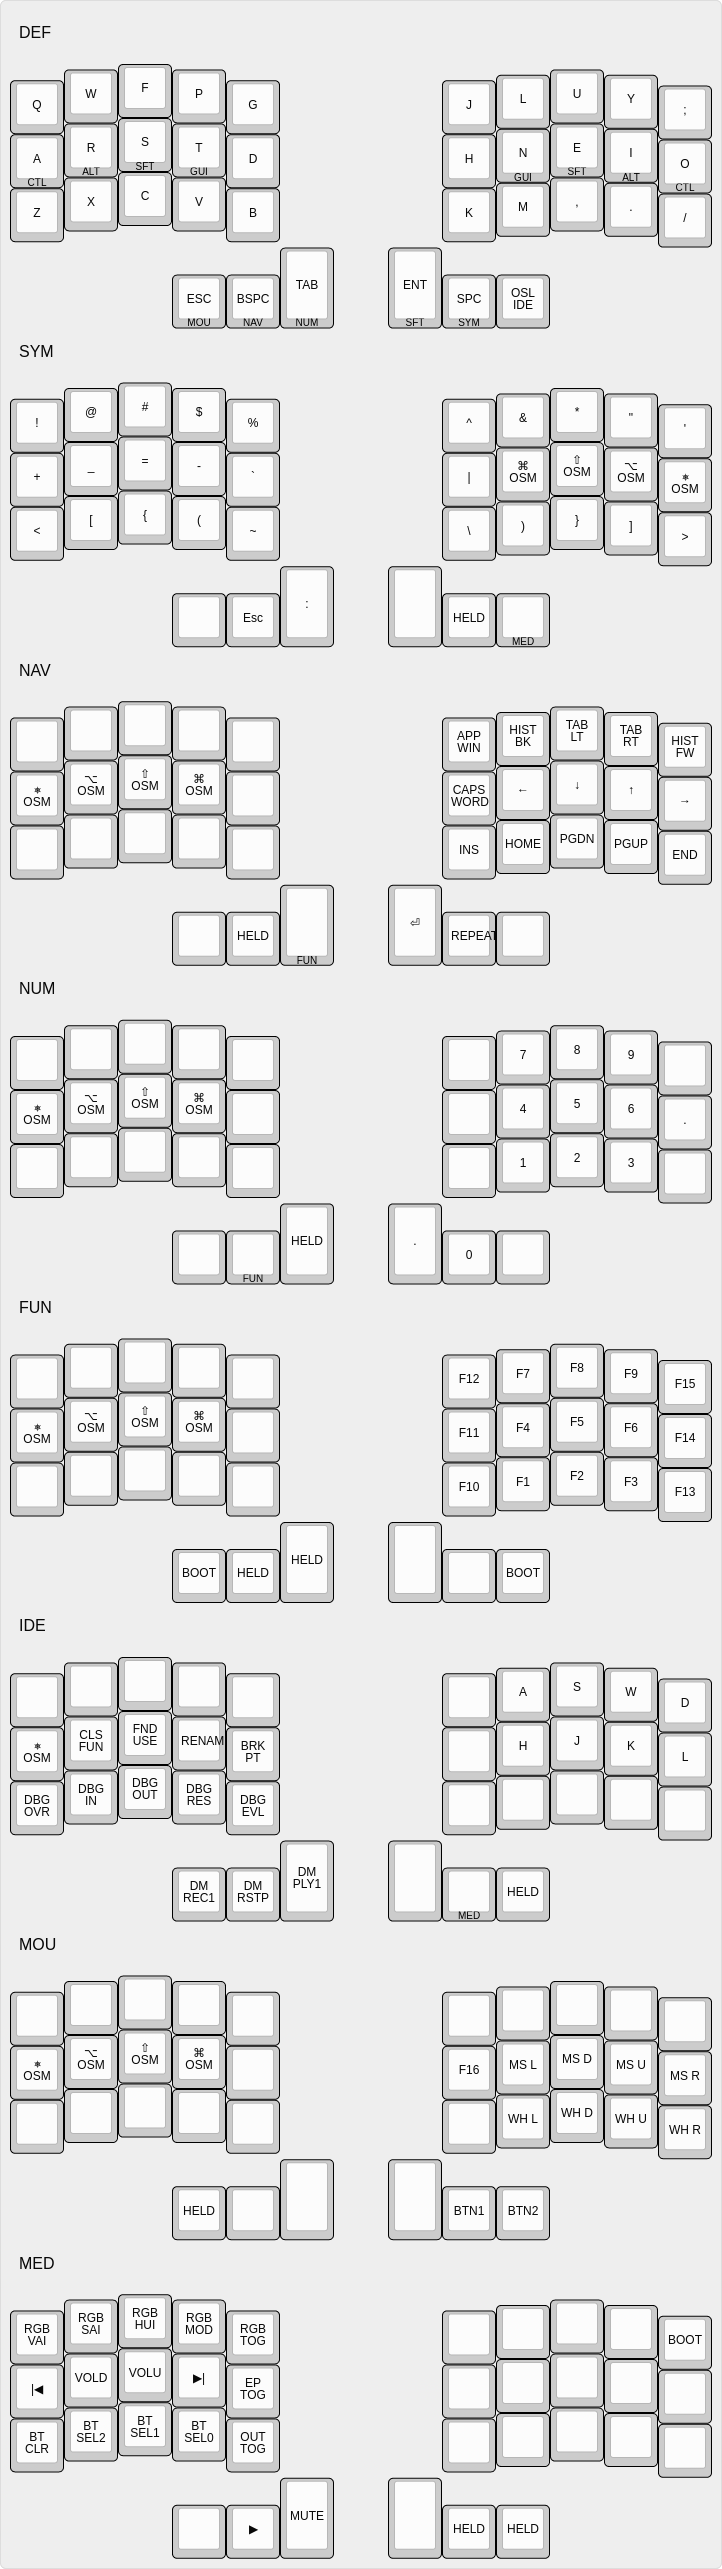 DEF
Q W F P G J L U Y ;
A R S T D H N E I O
CTL ALT SFT GUI GUI SFT ALT CTL
Z X C V B K M , . /
ESC BSPC TAB ENT SPC OSL
IDE
MOU NAV NUM SFT SYM
SYM
! @ # $ % ^ & * " '
+ _ = - ` | ⌘ ⇧ ⌥ ⎈
OSM OSM OSM OSM
< [ { ( ~ \ ) } ] >
Esc : HELD
MED
NAV
APP HIST TAB TAB HIST
WIN BK LT RT FW
⎈ ⌥ ⇧ ⌘ CAPS ← ↓ ↑ →
OSM OSM OSM OSM WORD
INS HOME PGDN PGUP END
HELD ⏎ REPEAT
FUN
NUM
7 8 9
⎈ ⌥ ⇧ ⌘ 4 5 6 .
OSM OSM OSM OSM
1 2 3
HELD . 0
FUN
FUN
F12 F7 F8 F9 F15
⎈ ⌥ ⇧ ⌘ F11 F4 F5 F6 F14
OSM OSM OSM OSM
F10 F1 F2 F3 F13
BOOT HELD HELD BOOT
IDE
A S W D
⎈ CLS FND RENAM BRK H J K L
OSM FUN USE PT
DBG DBG DBG DBG DBG
OVR IN OUT RES EVL
DM DM DM HELD
REC1 RSTP PLY1
MED
MOU
⎈ ⌥ ⇧ ⌘ F16 MS L MS D MS U MS R
OSM OSM OSM OSM
WH L WH D WH U WH R
HELD BTN1 BTN2
MED
RGB RGB RGB RGB RGB BOOT
VAI SAI HUI MOD TOG
|◀ VOLD VOLU ▶| EP
TOG
BT BT BT BT OUT
CLR SEL2 SEL1 SEL0 TOG
▶ MUTE HELD HELD